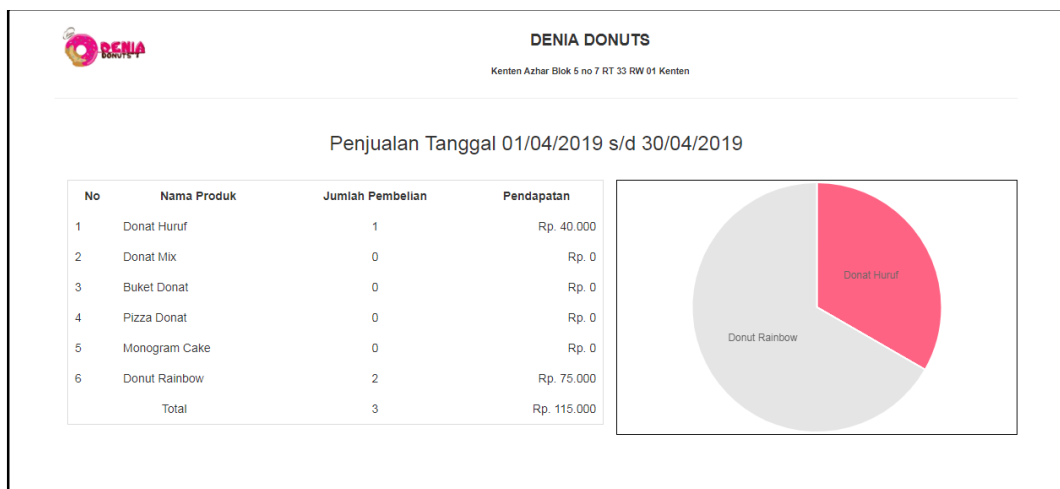 DENIA
DONUTS
DENIA DONUTS
Kenten Azhar Blok 5 no 7 RT 33 RW 01 Kenten
Penjualan Tanggal 01/04/2019 s/d 30/04/2019
No Nama Produk Jumlah Pembelian Pendapatan
1 Donat Huruf 1 Rp. 40.000
2 Donat Mix 0 Rp. 0
3 Buket Donat 0 Rp. 0
4 Pizza Donat 0 Rp. 0
5 Monogram Cake 0 Rp. 0
6 Donut Rainbow 2 Rp. 75.000
Total 3 Rp. 115.000
Donat Huruf
Donut Rainbow